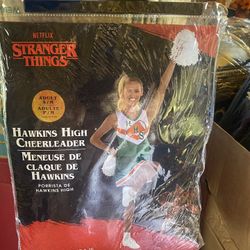 NETFLIX
STRANGER
THINGS
ADULT
S/M
ADULTE
P/M
HAWKINS HIGH
CHEERLEADER
MENEUSE DE
CLAQUE DE
HAWKINS
PORRISTA DE
HAWKINS HIGH
H